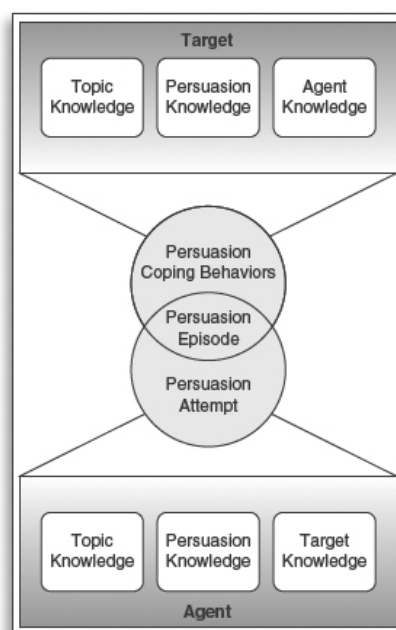 Target
Topic
Knowledge
Persuasion
Knowledge
Agent
Knowledge
Persuasion
Coping Behaviors
Persuasion
Episode
Persuasion
Attempt
Topic
Knowledge
Persuasion
Knowledge
Target
Knowledge
Agent